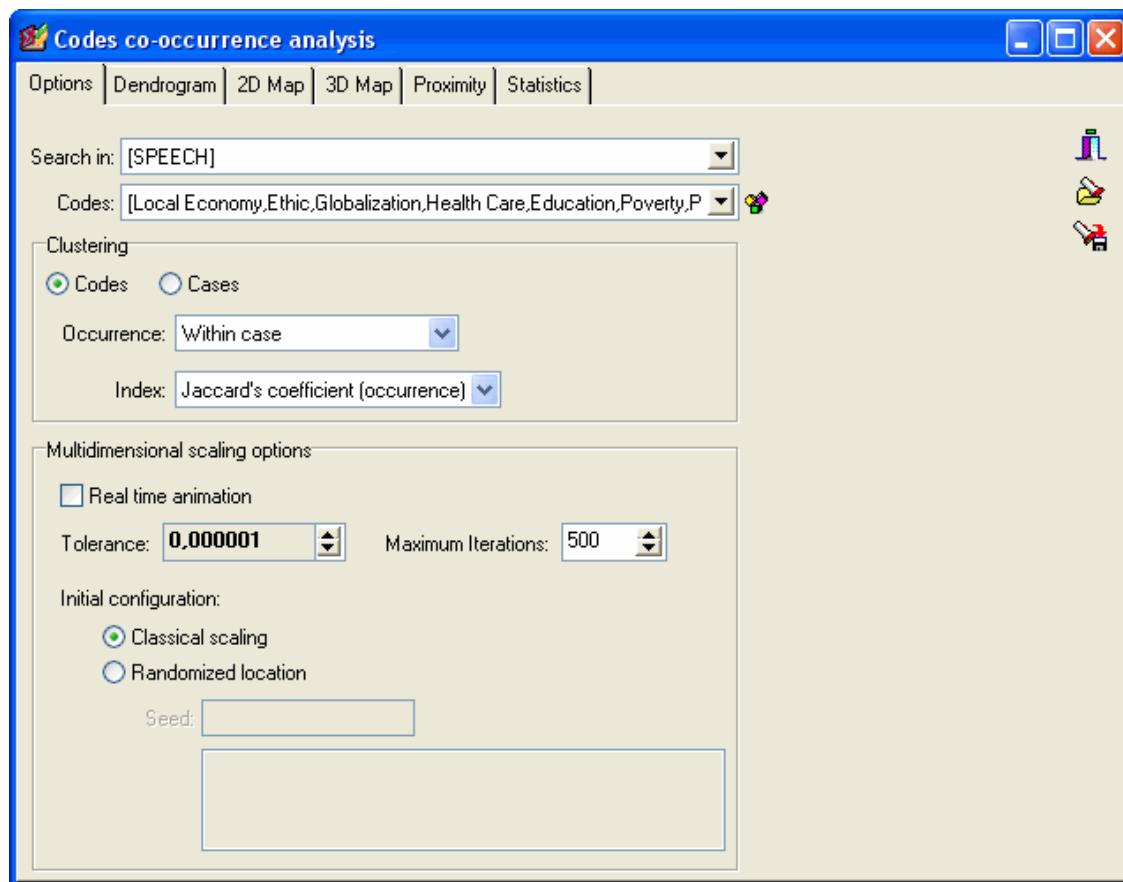 Codes co-occurrence analysis
Options Dendrogram 2D Map 3D Map Proximity Statistics
Search in: [SPEECH]
Codes: [Local Economy,Ethic,Globalization,Health Care,Education,Poverty,P
Clustering
Codes Cases
Occurrence: Within case
Index: Jaccard's coefficient (occurrence)
Multidimensional scaling options
Real time animation
Tolerance: 0,000001 Maximum Iterations: 500
Initial configuration:
Classical scaling
Randomized location
Seed: